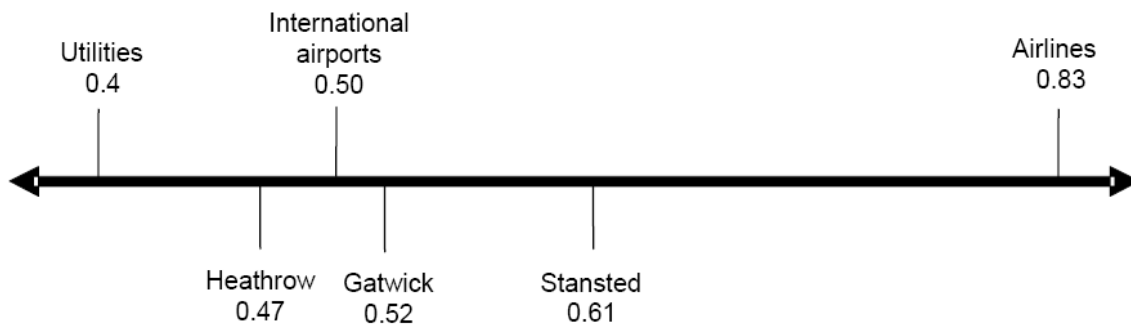 International
airports
0.50
Utilities
0.4
Airlines
0.83
Heathrow
0.47
Gatwick
0.52
Stansted
0.61